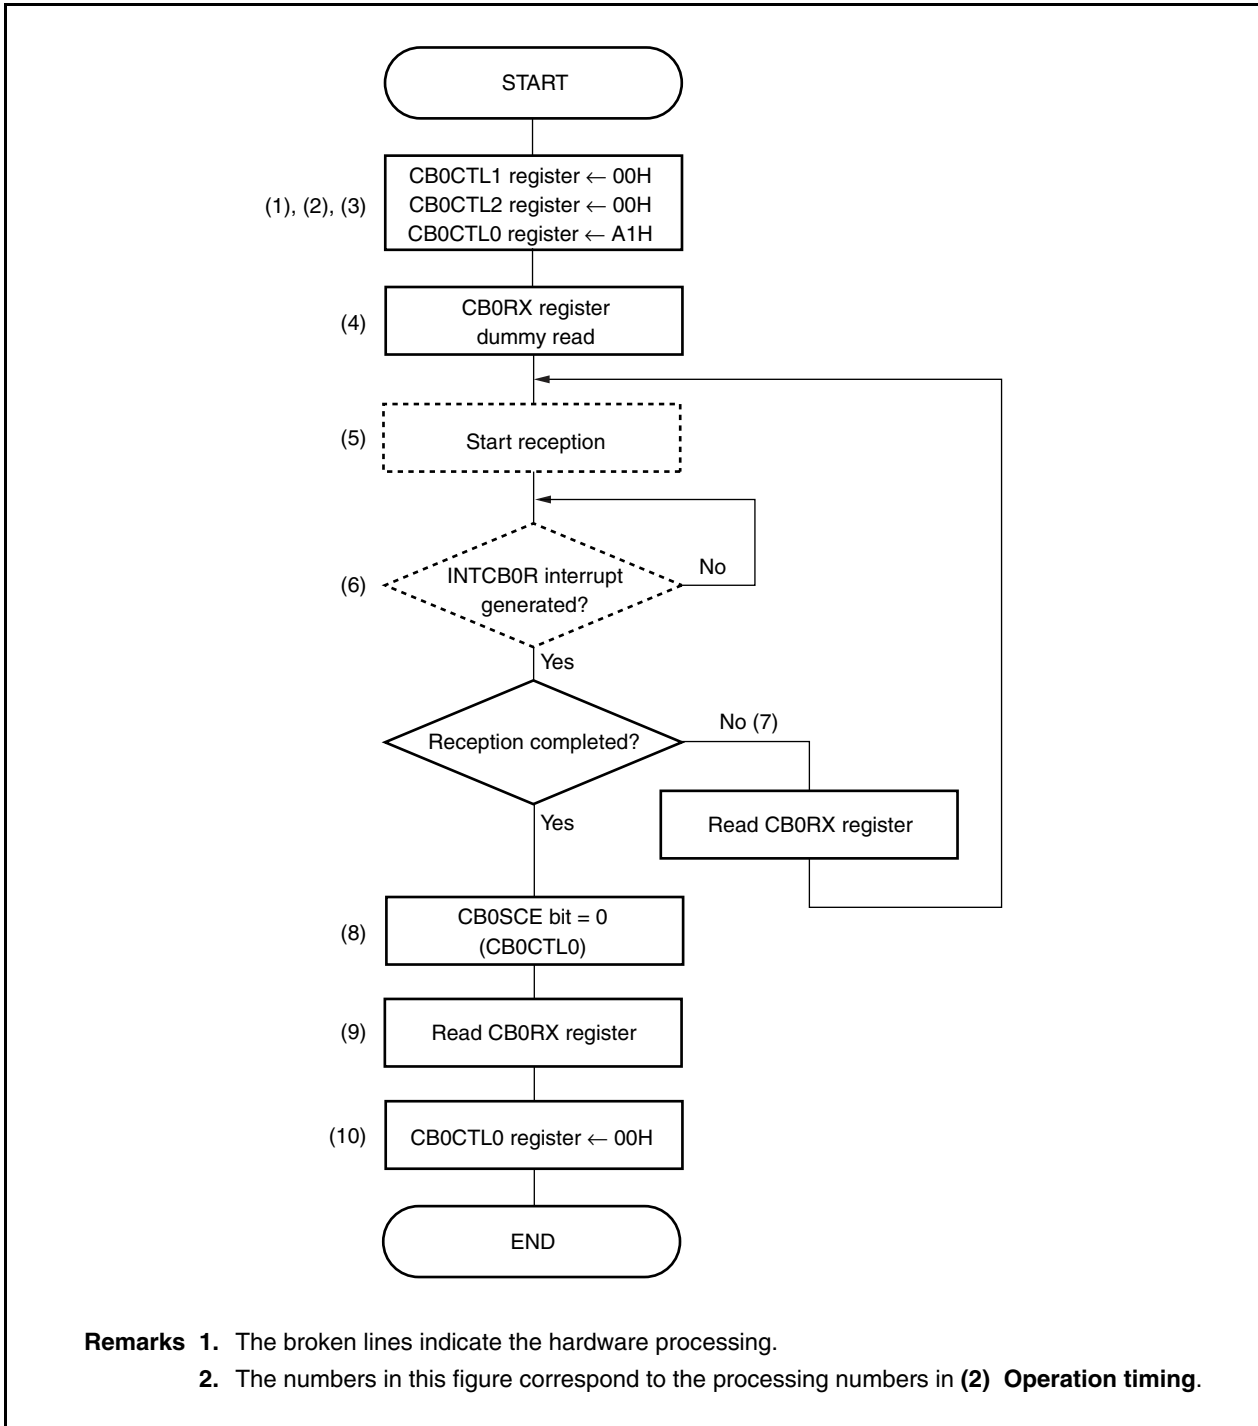 START
(1), (2), (3)
CB0CTL1 register ← 00H
CB0CTL2 register ← 00H
CB0CTL0 register ← A1H
(4)
CB0RX register
dummy read
(5)
Start reception
(6)
INTCB0R interrupt
generated?
No
Yes
Reception completed?
No (7)
Read CB0RX register
Yes
(8)
CB0SCE bit = 0
(CB0CTL0)
(9)
Read CB0RX register
(10)
CB0CTL0 register ← 00H
END
Remarks 1. The broken lines indicate the hardware processing.
2. The numbers in this figure correspond to the processing numbers in (2) Operation timing.